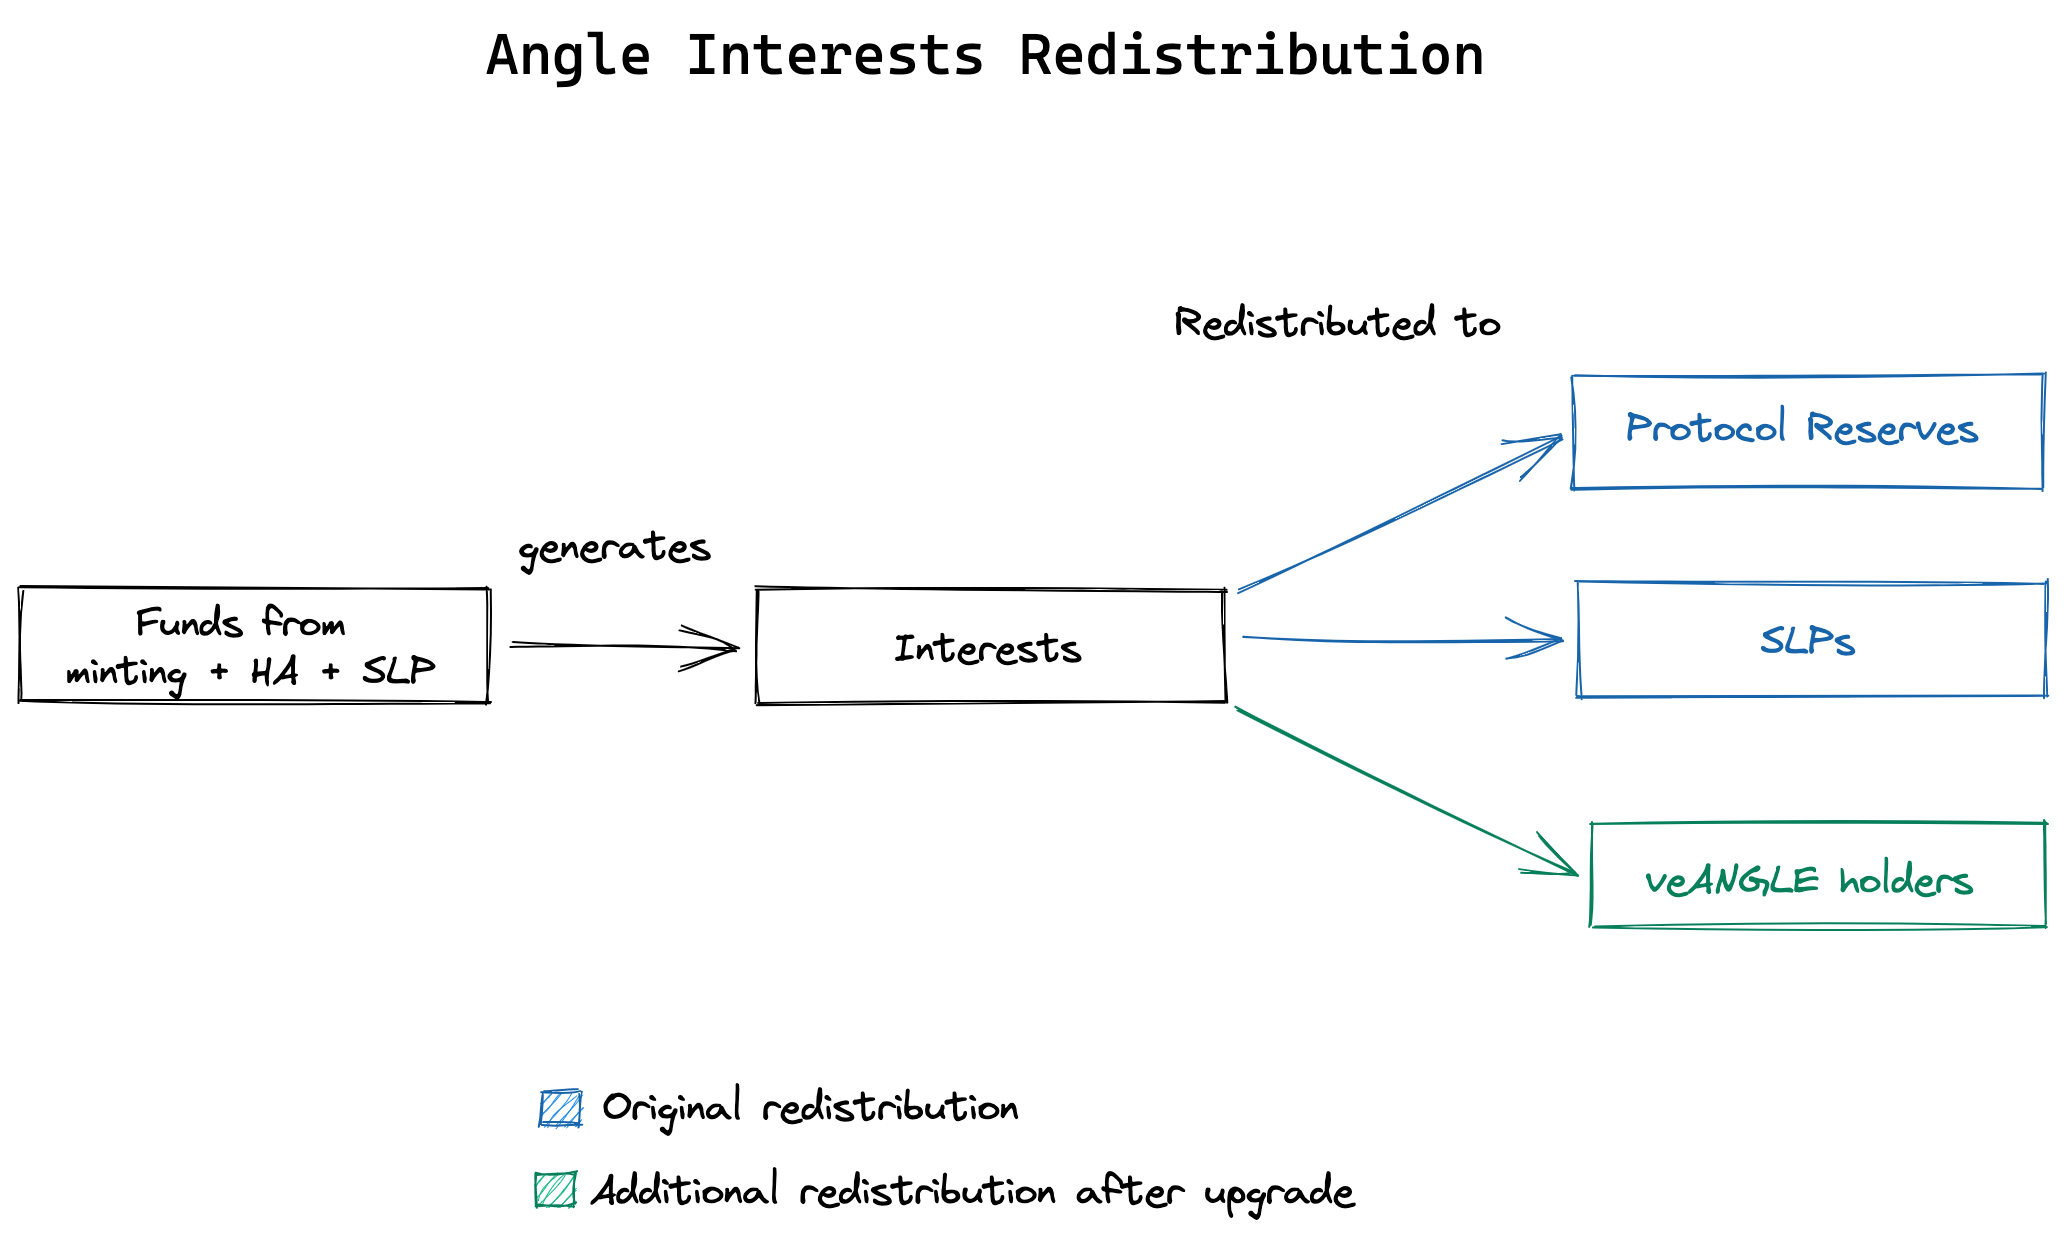 Angle Interests Redistribution
Redistributed to
Protocol Reserves
generates
Funds from
minting + HA + SLP
Interests
SLPs
veANGLE holders
Original redistribution
Additional redistribution after upgrade